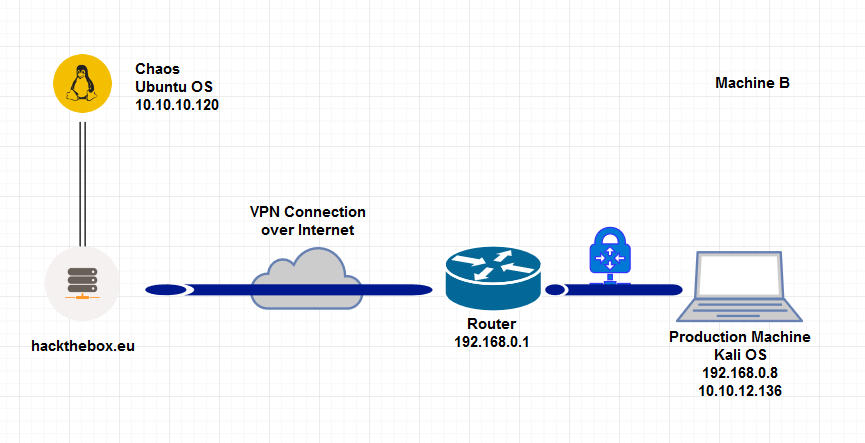 Chaos
Ubuntu OS
10.10.10.120
Machine B
VPN Connection
over Internet
hackthebox.eu
Router
192.168.0.1
Production Machine
Kali OS
192.168.0.8
10.10.12.136